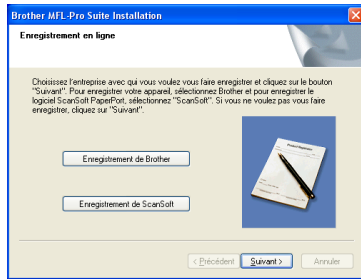 Brother MFL-Pro Suite Installation
Enregistrement en ligne
Choisissez l'entreprise avec qui vous voulez vous faire enregistrer et cliquez sur le bouton
"Suivant". Pour enregistrer votre appareil, sélectionnez Brother et pour enregistrer le
logiciel ScanSoft PaperPort, sélectionnez "ScanSoft". Si vous ne voulez pas vous faire
enregistrer, cliquez sur "Suivant".
Enregistrement de Brother
Enregistrement de ScanSoft
< Précédent Suivant > Annuler